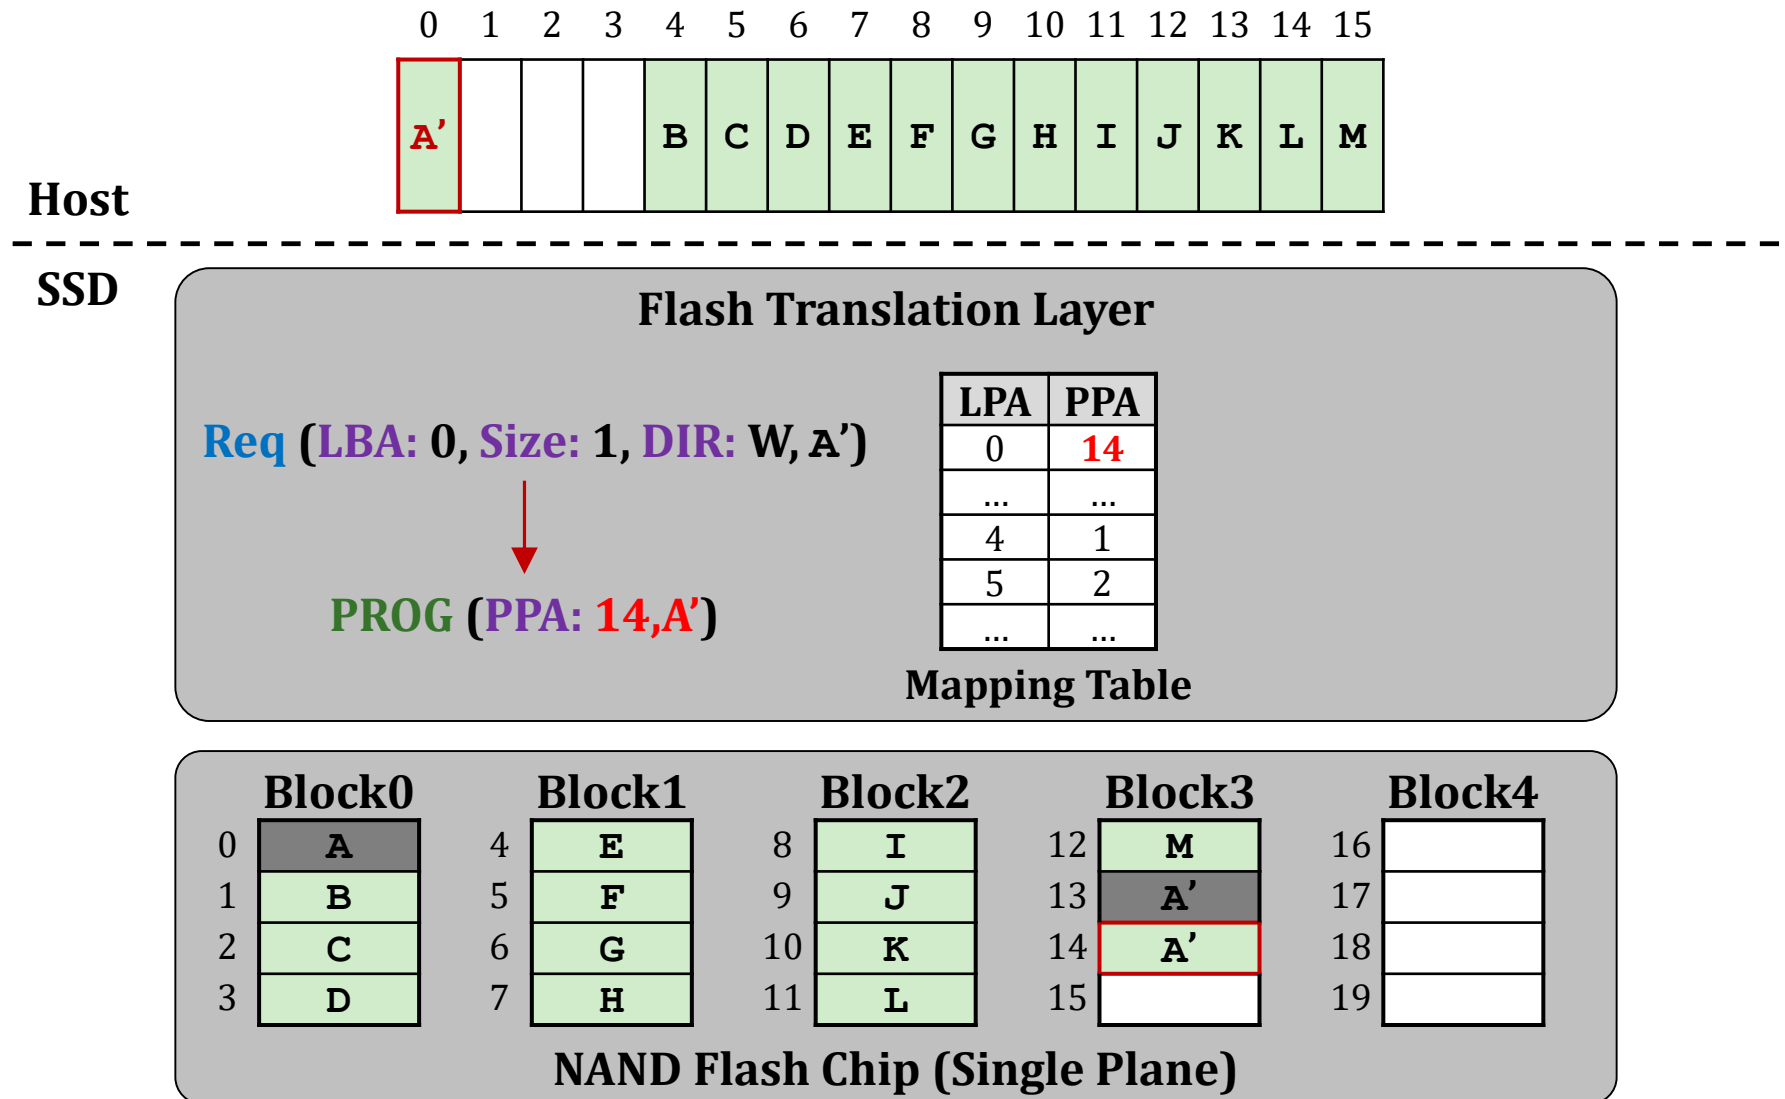 0 1 2 3 4 5 6 7 8 9 10 11 12 13 14 15
A’ B C D E F G H I J K L M
Host
SSD
Flash Translation Layer
LPA PPA
Req (LBA: 0, Size: 1, DIR: W, A’)
0 14
... ...
4 1
5 2
PROG (PPA: 14,A’)
... ...
Mapping Table
Block0 Block1 Block2 Block3 Block4
0 A 4 E 8 I 12 M 16
1 B 5 F 9 J 13 A’ 17
2 C 6 G 10 K 14 A’ 18
3 D 7 H 11 L 15 19
NAND Flash Chip (Single Plane)